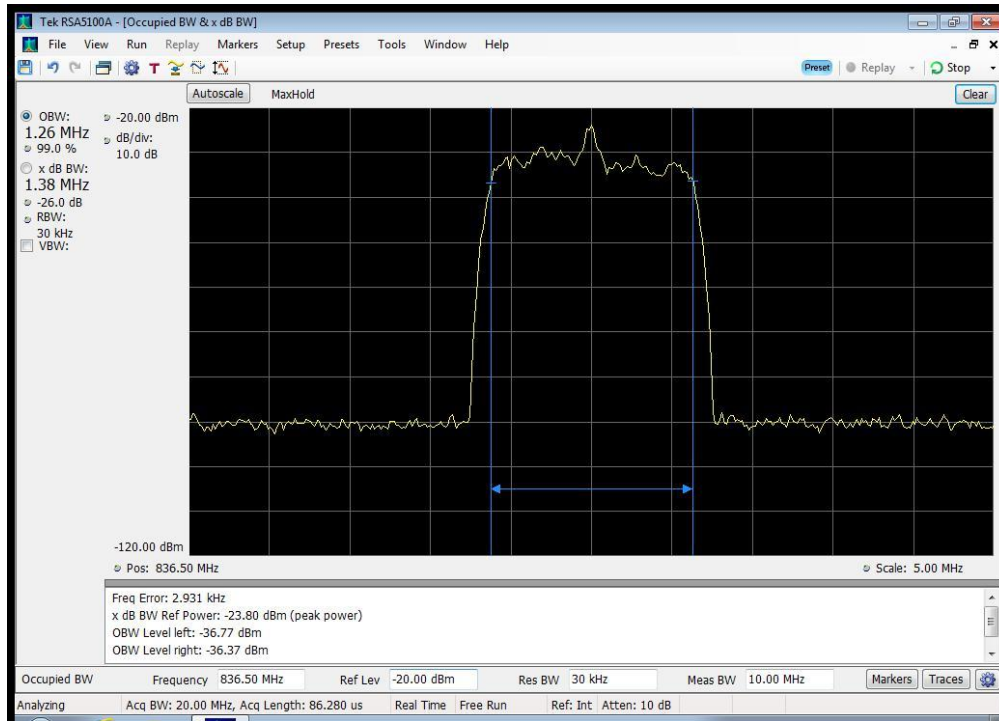 Tek RSA5100A - [Occupied BW & x dB BW]
File View Run Replay Markers Setup Presets Tools Window Help
T Preset Replay Stop
Autoscale MaxHold Clear
OBW:
1.26 MHz
99.0 %
x dB BW:
1.38 MHz
-26.0 dB
RBW:
30 kHz
VBW:
-20.00 dBm
dB/div:
10.0 dB
-120.00 dBm
Pos: 836.50 MHz Scale: 5.00 MHz
Freq Error: 2.931 kHz
x dB BW Ref Power: -23.80 dBm (peak power)
OBW Level left: -36.77 dBm
OBW Level right: -36.37 dBm
Occupied BW Frequency 836.50 MHz Ref Lev -20.00 dBm Res BW 30 kHz Meas BW 10.00 MHz Markers Traces
Analyzing Acq BW: 20.00 MHz, Acq Length: 86.280 us Real Time Free Run Ref: Int Atten: 10 dB